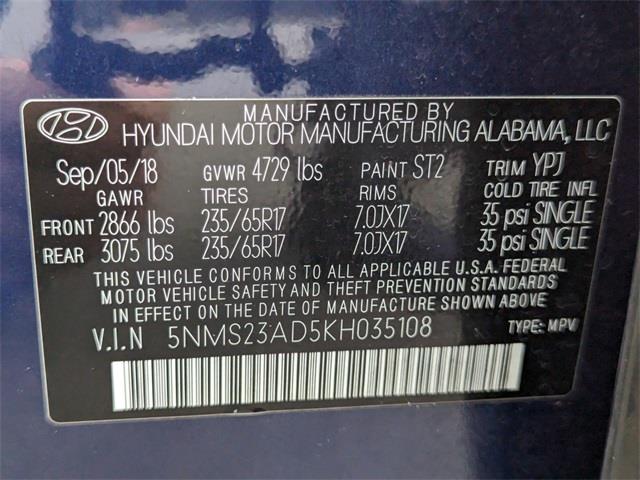 MANUFACTURED BY
HYUNDAI MOTOR MANUFACTURING ALABAMA, LLC
Sep/05/18 GVWR 4729 lbs PAINT ST2 TRIM YPJ
GAWR TIRES RIMS COLD TIRE INFL
FRONT 2866 lbs 235/65R17 7.0JX17 35 psi SINGLE
REAR 3075 lbs 235/65R17 7.0JX17 35 psi SINGLE
THIS VEHICLE CONFORMS TO ALL APPLICABLE U.S.A. FEDERAL
MOTOR VEHICLE SAFETY AND THEFT PREVENTION STANDARDS
IN EFFECT ON THE DATE OF MANUFACTURE SHOWN ABOVE
V.I.N 5NMS23AD5KH035108 TYPE: MPV